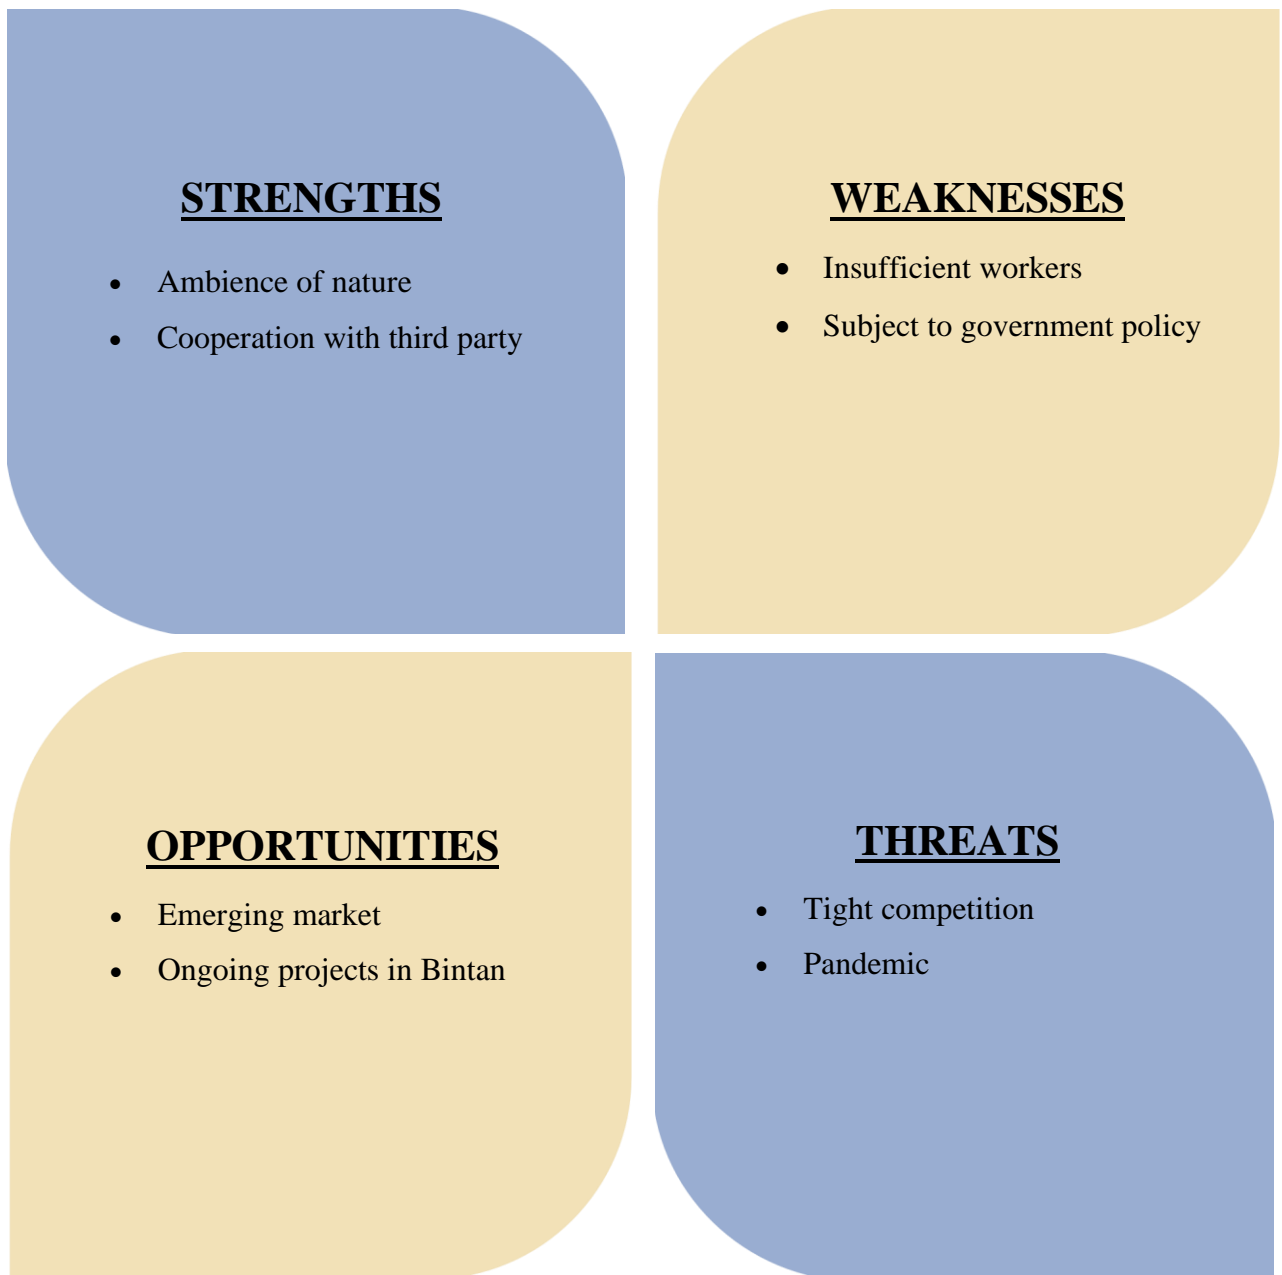 STRENGTHS
• Ambience of nature
• Cooperation with third party
WEAKNESSES
• Insufficient workers
• Subject to government policy
OPPORTUNITIES
• Emerging market
• Ongoing projects in Bintan
THREATS
• Tight competition
• Pandemic